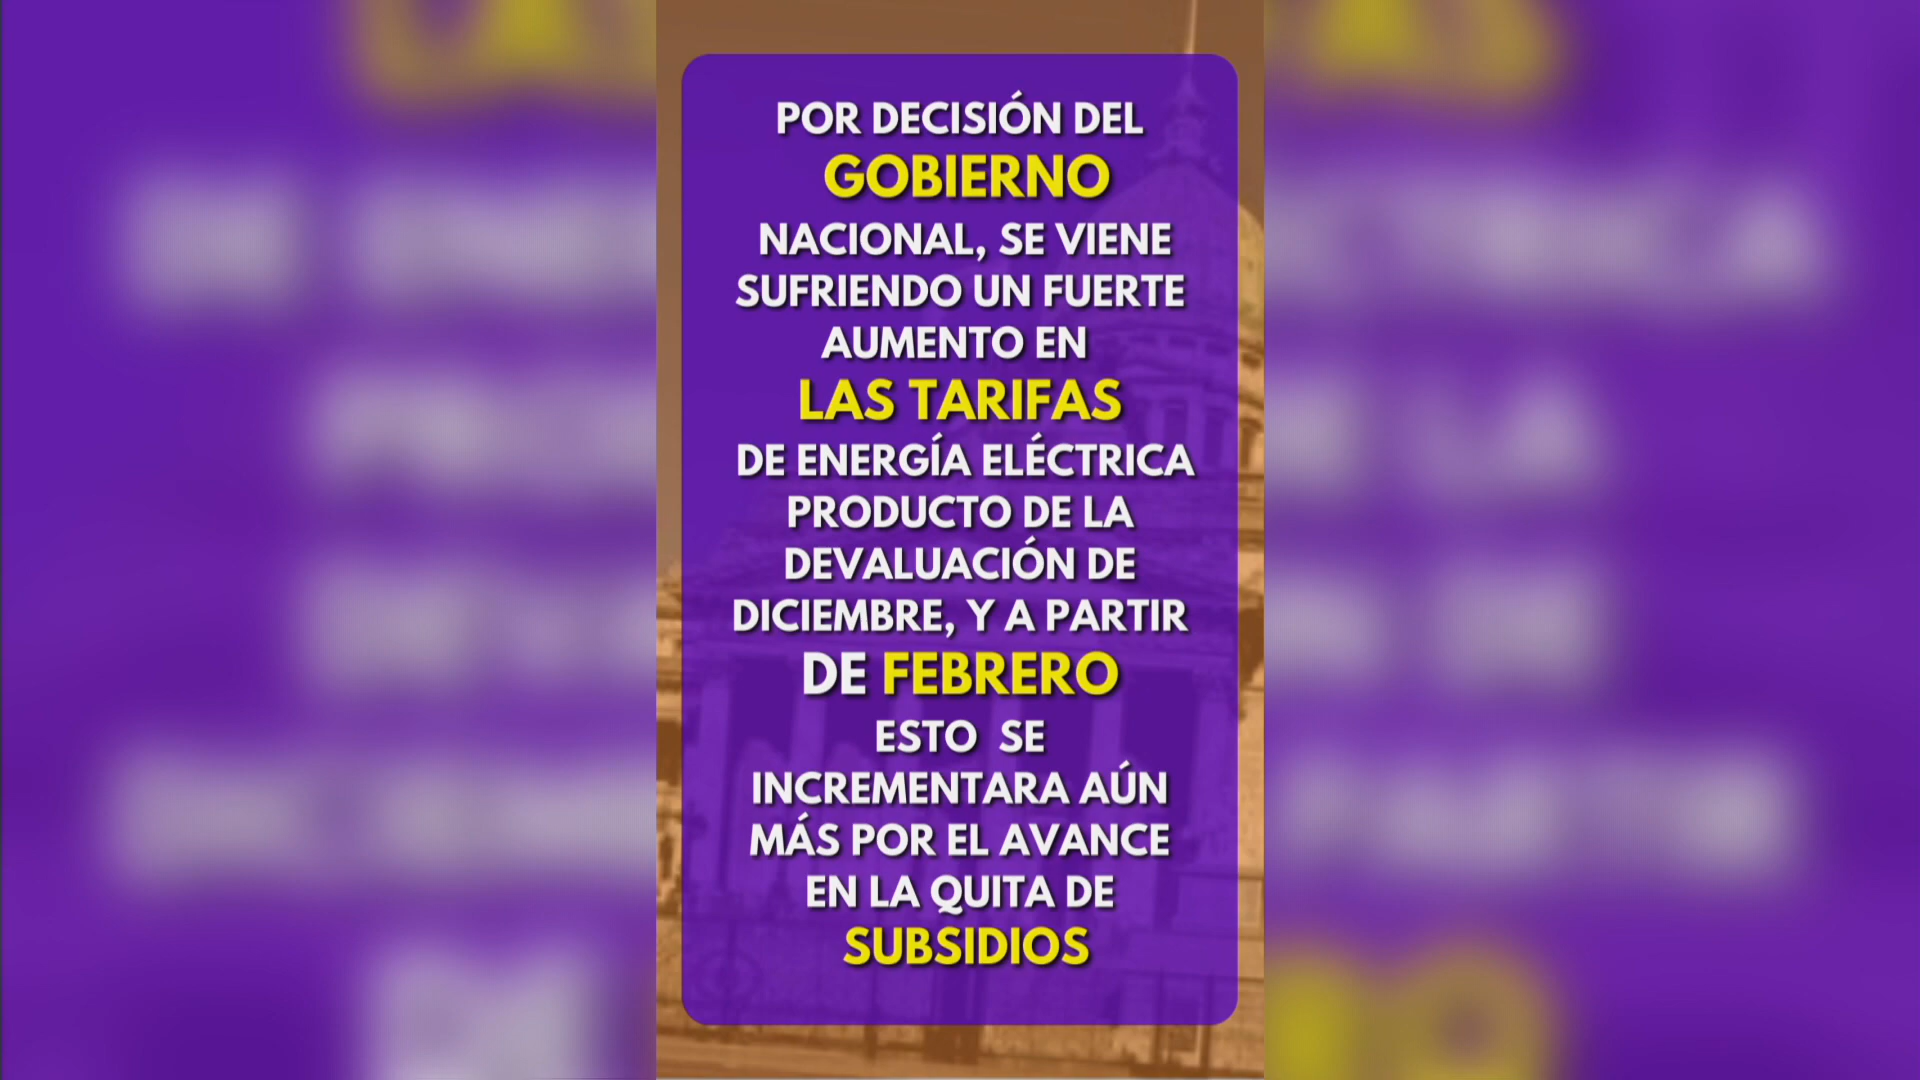 POR DECISIÓN DEL
GOBIERNO
NACIONAL, SE VIENE
SUFRIENDO UN FUERTE
AUMENTO EN
LAS TARIFAS
DE ENERGÍA ELÉCTRICA
PRODUCTO DE LA
DEVALUACIÓN DE
DICIEMBRE, Y A PARTIR
DE FEBRERO
ESTO SE
INCREMENTARA AÚN
MÁS POR EL AVANCE
EN LA QUITA DE
SUBSIDIOS